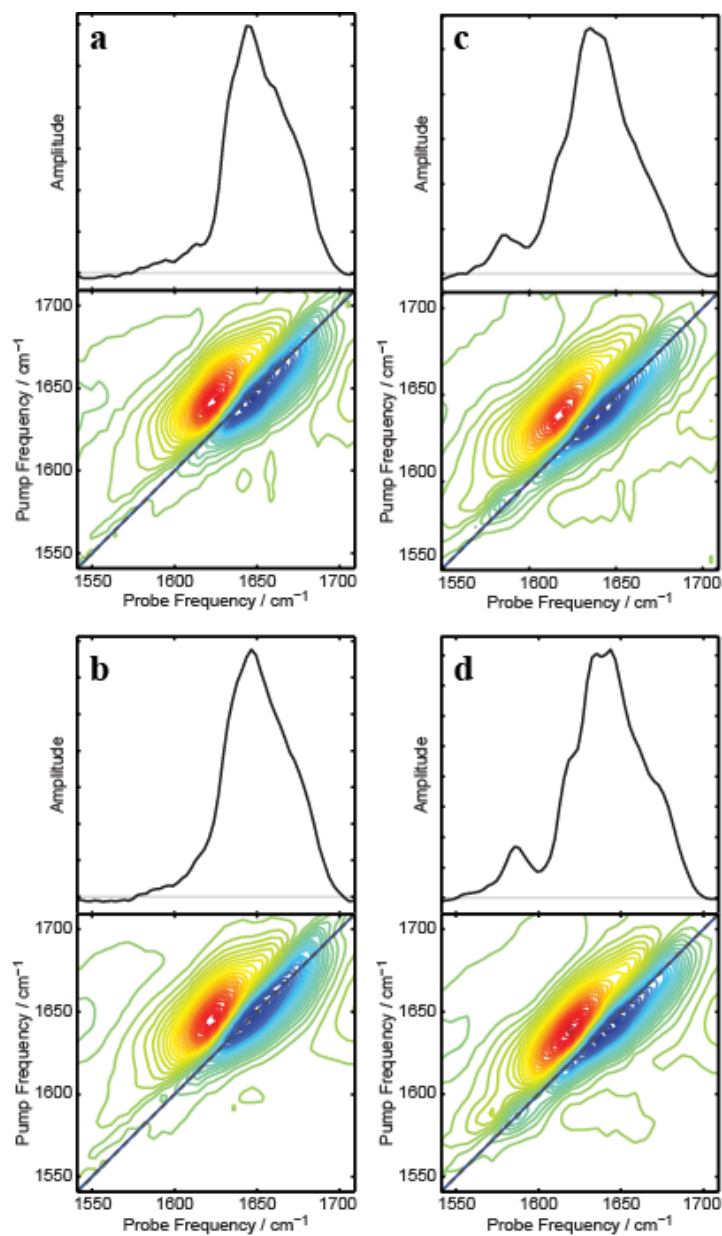 a
Amplitude
1700
1650
1600
1550
Pump Frequency / cm⁻¹
1550 1600 1650 1700
Probe Frequency / cm⁻¹
c
Amplitude
1700
1650
1600
1550
Pump Frequency / cm⁻¹
1600 1650 1700
Probe Frequency / cm⁻¹
b
Amplitude
1700
1650
1600
1550
Pump Frequency / cm⁻¹
1550 1600 1650 1700
Probe Frequency / cm⁻¹
d
Amplitude
1700
1650
1600
1550
Pump Frequency / cm⁻¹
1600 1650 1700
Probe Frequency / cm⁻¹